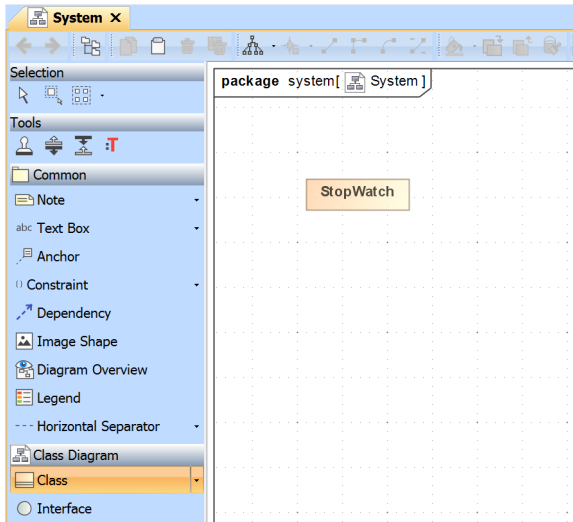 System
Selection
package system[ System ]
Tools
Common
StopWatch
Note
abc Text Box
Anchor
() Constraint
Dependency
Image Shape
Diagram Overview
Legend
Horizontal Separator
Class Diagram
Class
Interface